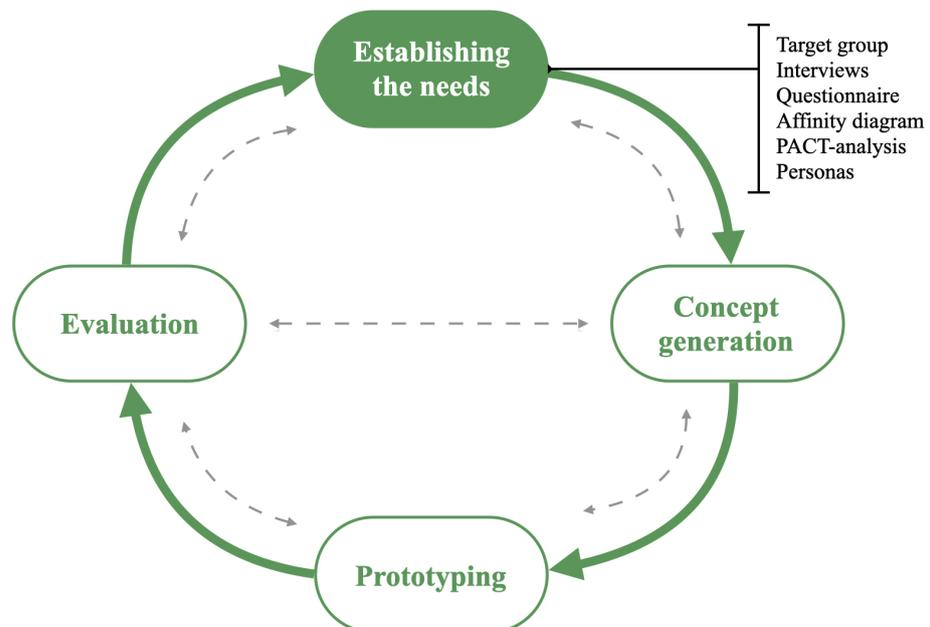 Establishing
the needs
Target group
Interviews
Questionnaire
Affinity diagram
PACT-analysis
Personas
Evaluation
Concept
generation
Prototyping